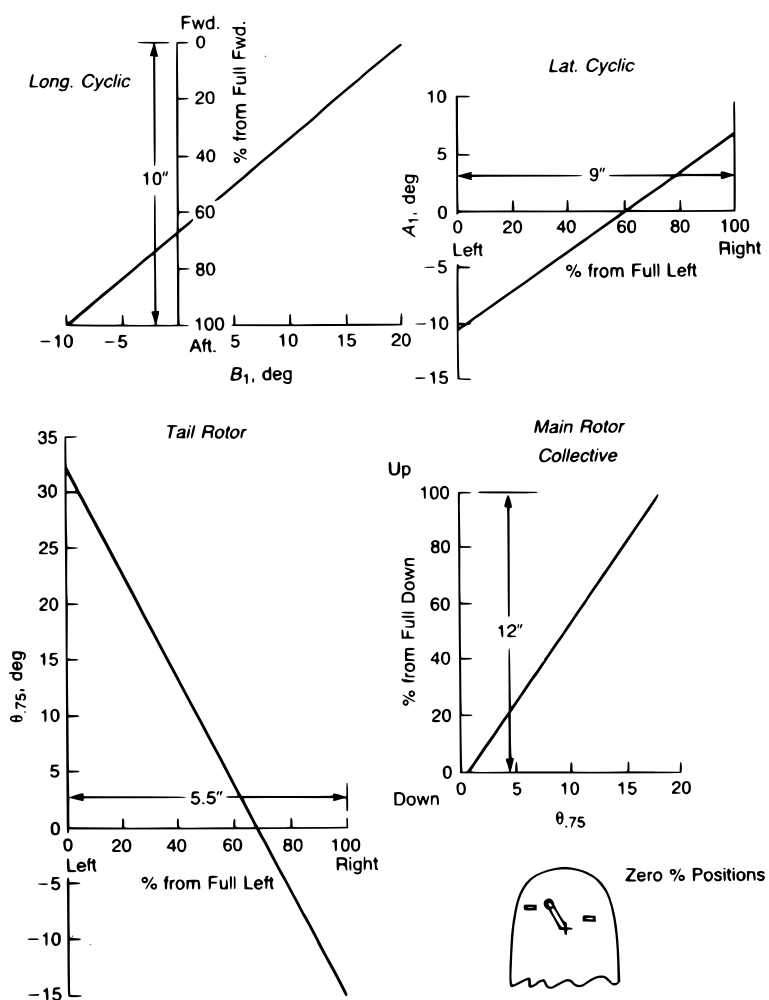 Long. Cyclic
Fwd.
0
20
40
60
80
100
Aft.
% from Full Fwd.
10″
−10 −5 5 10 15 20
B1, deg
Lat. Cyclic
10
5
0
−5
−10
−15
A1, deg
9″
0 20 40 60 80 100
Left Right
% from Full Left
Tail Rotor
35
30
25
20
15
10
5
0
−5
−10
−15
θ.75, deg
5.5″
0 20 40 60 80 100
Left Right
% from Full Left
Main Rotor
Collective
Up
100
80
60
40
20
0
Down
% from Full Down
12″
0 5 10 15 20
θ.75
Zero % Positions